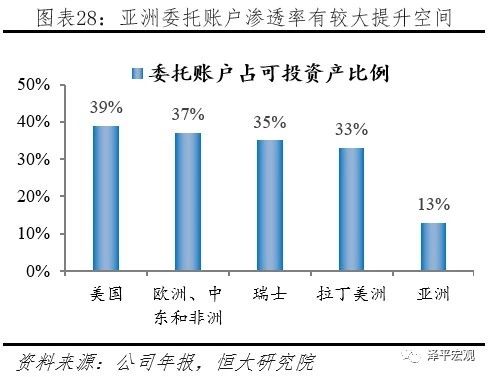 图表28：亚洲委托账户渗透率有较大提升空间
委托账户占可投资产比例
50%
40%
30%
20%
10%
0%
39%
37%
35%
33%
13%
美国
欧洲、中
东和非洲
瑞士
拉丁美洲
亚洲
资料来源：公司年报，恒大研究院
泽平宏观